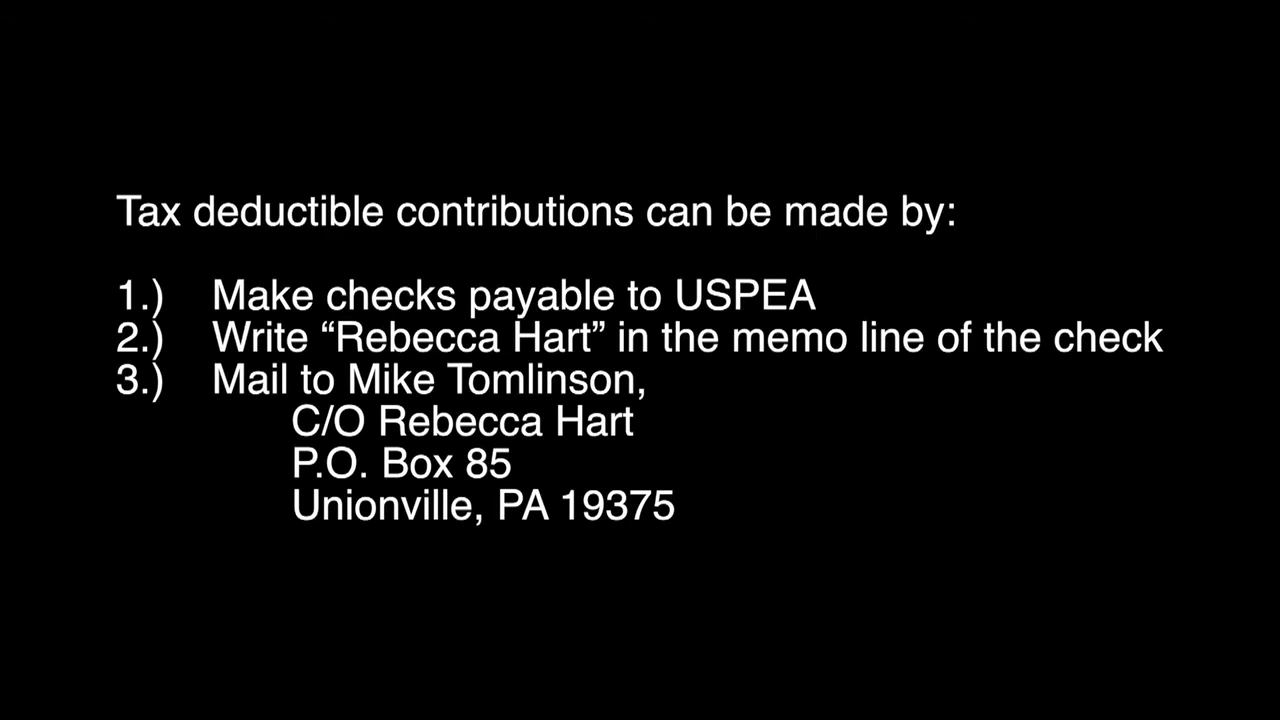 Tax deductible contributions can be made by:
1.) Make checks payable to USPEA
2.) Write “Rebecca Hart” in the memo line of the check
3.) Mail to Mike Tomlinson,
C/O Rebecca Hart
P.O. Box 85
Unionville, PA 19375